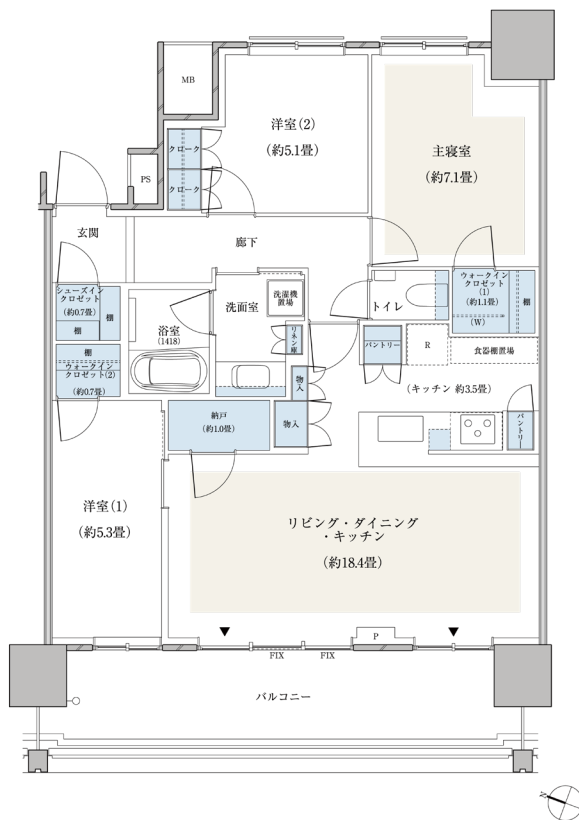 MB
洋室(2)
(約5.1畳)
主寝室
(約7.1畳)
クローク
クローク
PS
玄関
廊下
シューズイン
クロゼット
(約0.7畳)
棚
棚
浴室
(1418)
洗面室
洗濯機
置場
トイレ
ウォークイン
クロゼット
(1)
(約1.1畳)
(W)
棚
リネン庫
棚
ウォークイン
クロゼット(2)
(約0.7畳)
パントリー
R
食器棚置場
物入
(キッチン 約3.5畳)
納戸
(約1.0畳)
物入
パントリー
洋室(1)
(約5.3畳)
リビング・ダイニング
・キッチン
(約18.4畳)
P
FIX
FIX
バルコニー
N